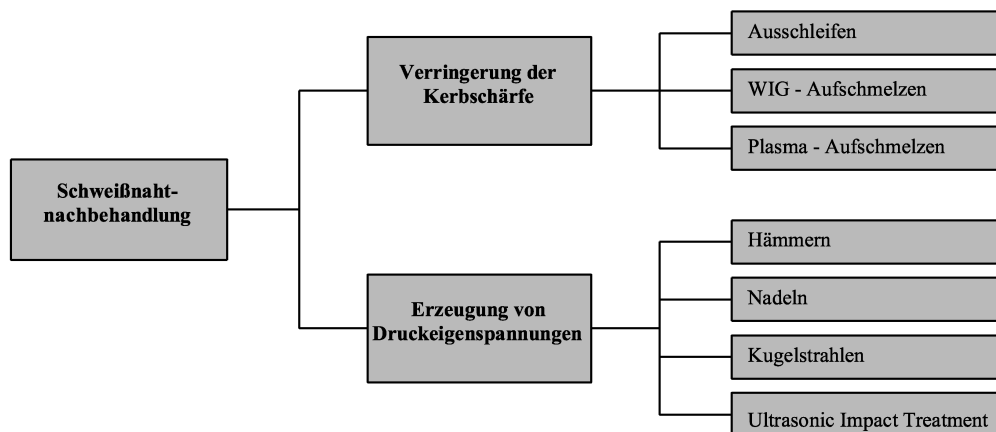 Schweißnaht-
nachbehandlung
Verringerung der
Kerbschärfe
Ausschleifen
WIG - Aufschmelzen
Plasma - Aufschmelzen
Erzeugung von
Druckeigenspannungen
Hämmern
Nadeln
Kugelstrahlen
Ultrasonic Impact Treatment